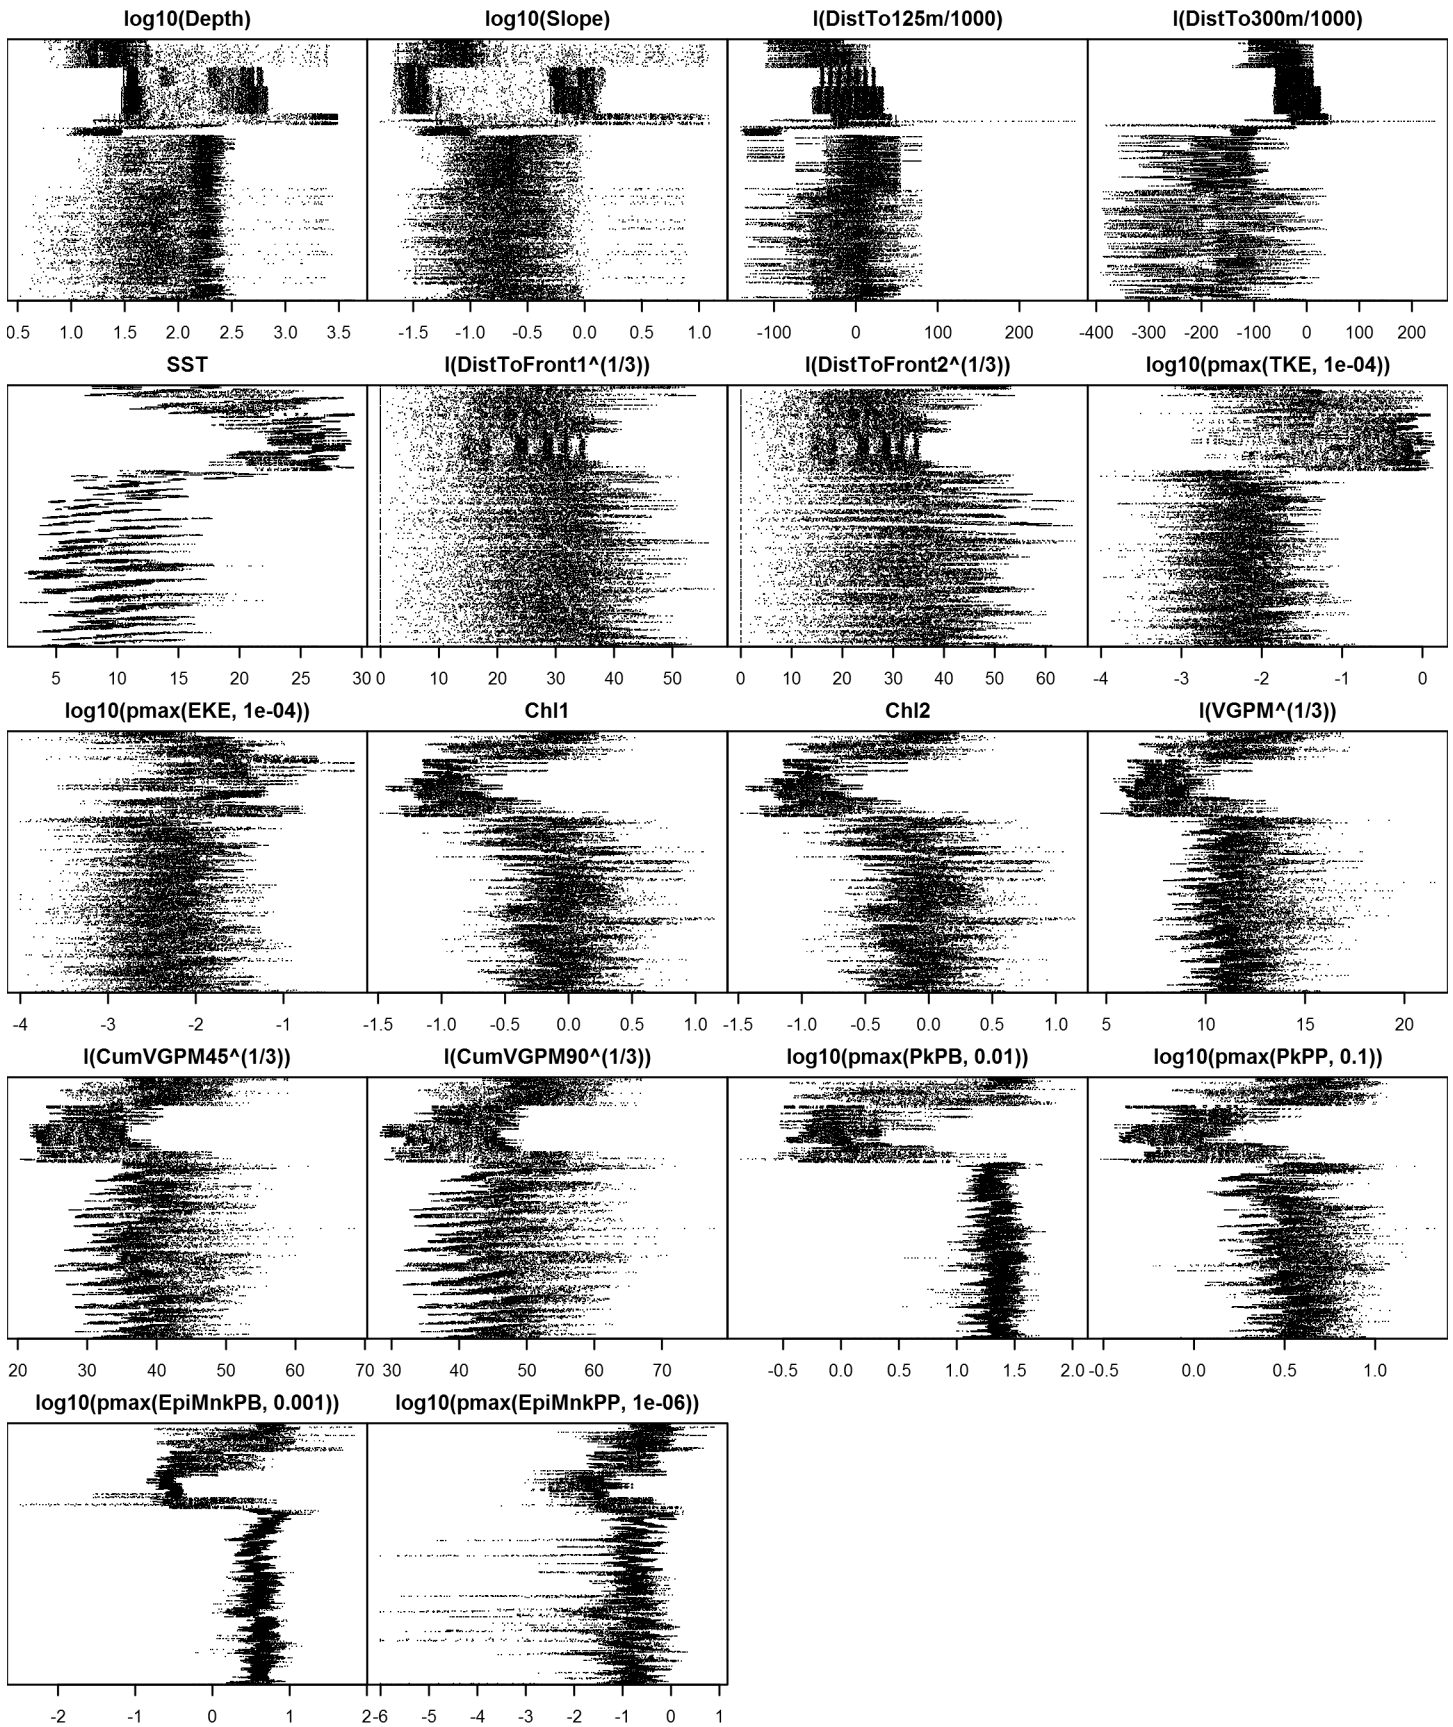 log10(Depth) log10(Slope) I(DistTo125m/1000) I(DistTo300m/1000)
0.5 1.0 1.5 2.0 2.5 3.0 3.5 -1.5 -1.0 -0.5 0.0 0.5 1.0 -100 0 100 200 -400 -300 -200 -100 0 100 200
SST I(DistToFront1^(1/3)) I(DistToFront2^(1/3)) log10(pmax(TKE, 1e-04))
5 10 15 20 25 30 0 10 20 30 40 50 0 10 20 30 40 50 60 -4 -3 -2 -1 0
log10(pmax(EKE, 1e-04)) Chl1 Chl2 I(VGPM^(1/3))
-4 -3 -2 -1 -1.5 -1.0 -0.5 0.0 0.5 1.0 -1.5 -1.0 -0.5 0.0 0.5 1.0 5 10 15 20
I(CumVGPM45^(1/3)) I(CumVGPM90^(1/3)) log10(pmax(PkPB, 0.01)) log10(pmax(PkPP, 0.1))
20 30 40 50 60 70 30 40 50 60 70 -0.5 0.0 0.5 1.0 1.5 2.0 -0.5 0.0 0.5 1.0
log10(pmax(EpiMnkPB, 0.001)) log10(pmax(EpiMnkPP, 1e-06))
-2 -1 0 1 2 -6 -5 -4 -3 -2 -1 0 1